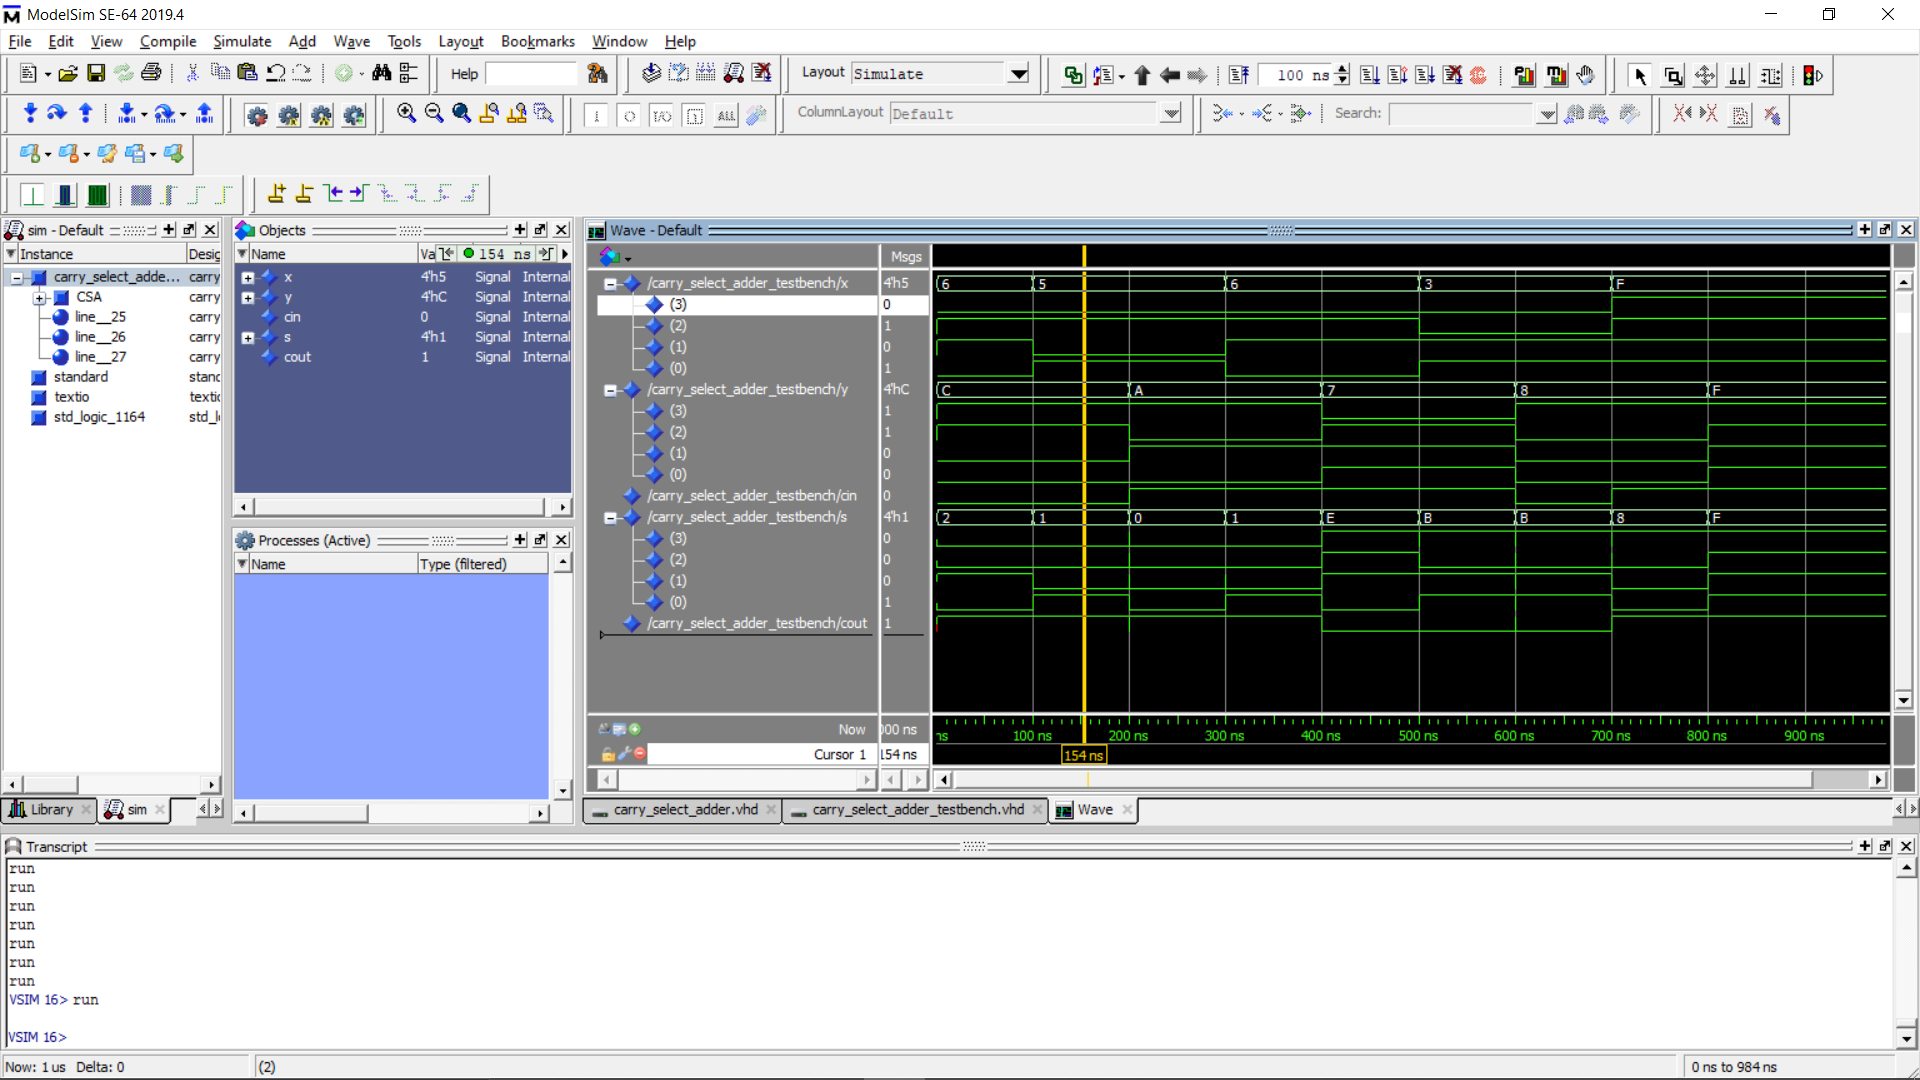 ModelSim SE-64 2019.4
File Edit View Compile Simulate Add Wave Tools Layout Bookmarks Window Help
Help Layout Simulate 100 ns
ColumnLayout Default Search:
sim - Default
Instance Desig
carry_select_adde... carry
CSA carry
line__25 carry
line__26 carry
line__27 carry
standard stand
textio textio
std_logic_1164 std_l
Library sim
Objects
Name Va 154 ns
x 4'h5 Signal Internal
y 4'hC Signal Internal
cin 0 Signal Internal
s 4'h1 Signal Internal
cout 1 Signal Internal
Processes (Active)
Name Type (filtered)
Wave - Default
Msgs
/carry_select_adder_testbench/x 4'h5 6 5 6 3 F
(3) 0
(2) 1
(1) 0
(0) 1
/carry_select_adder_testbench/y 4'hC C A 7 8 F
(3) 1
(2) 1
(1) 0
(0) 0
/carry_select_adder_testbench/cin 0
/carry_select_adder_testbench/s 4'h1 2 1 0 1 E B B 8 F
(3) 0
(2) 0
(1) 0
(0) 1
/carry_select_adder_testbench/cout 1
Now 000 ns ns 100 ns 200 ns 300 ns 400 ns 500 ns 600 ns 700 ns 800 ns 900 ns
Cursor 1 154 ns 154 ns
carry_select_adder.vhd carry_select_adder_testbench.vhd Wave
Transcript
run
run
run
run
run
run
run
VSIM 16> run
VSIM 16>
Now: 1 us Delta: 0 (2) 0 ns to 984 ns